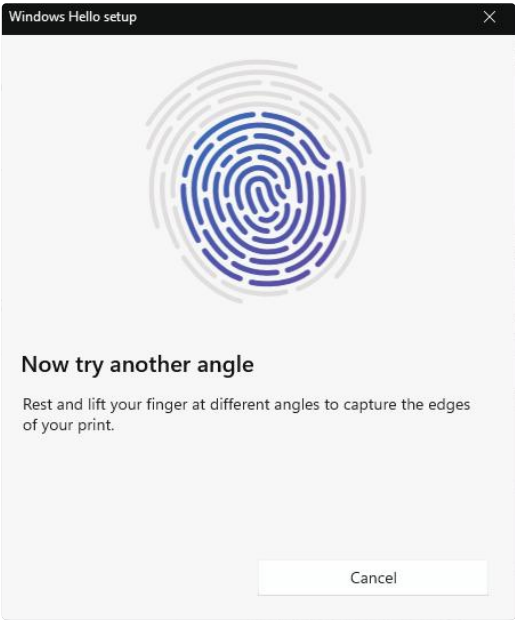 Windows Hello setup
Now try another angle
Rest and lift your finger at different angles to capture the edges
of your print.
Cancel